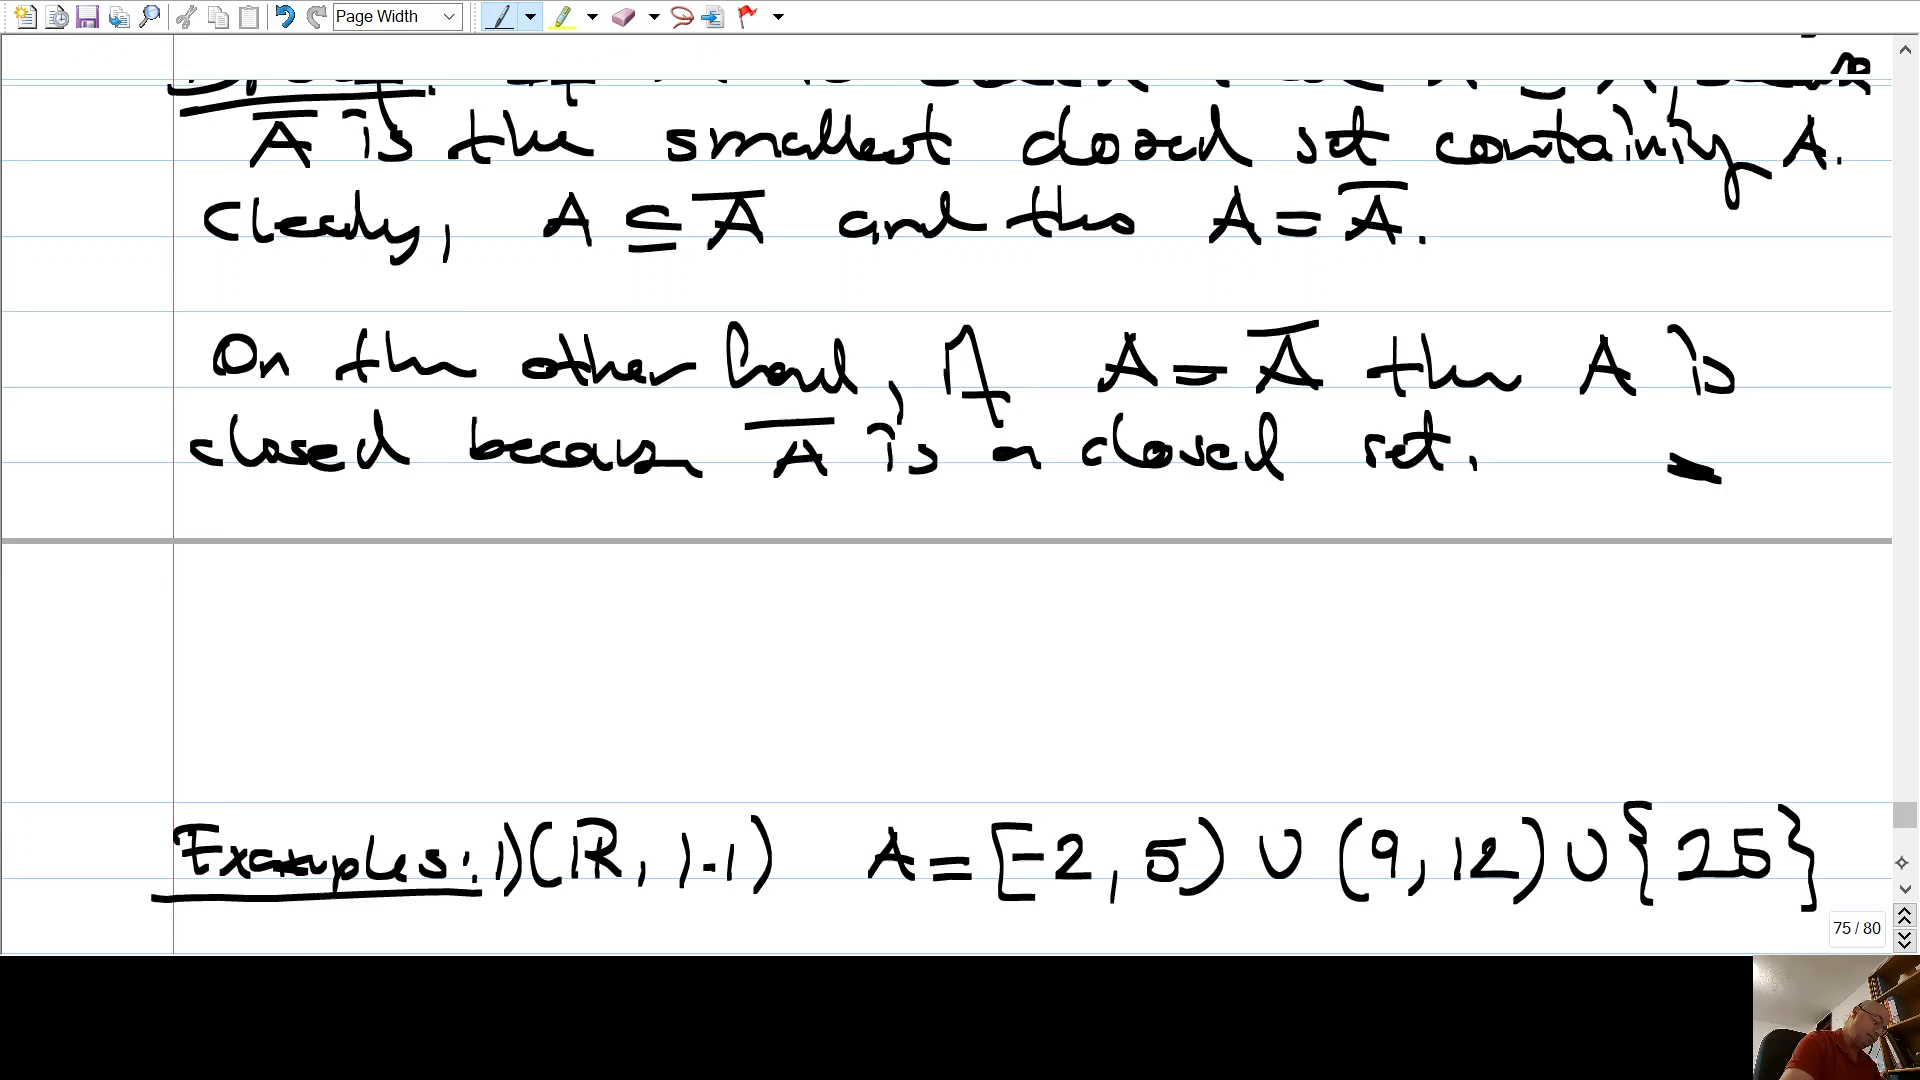 Page Width
Ā is the smallest closed set containing A.
Clearly, A ⊆ Ā and thus A = Ā.
On the other hand, if A = Ā then A is
closed because Ā is a closed set.
Examples: 1) (ℝ, |·|) A = [-2, 5) ∪ (9, 12) ∪ {25}
75 / 80